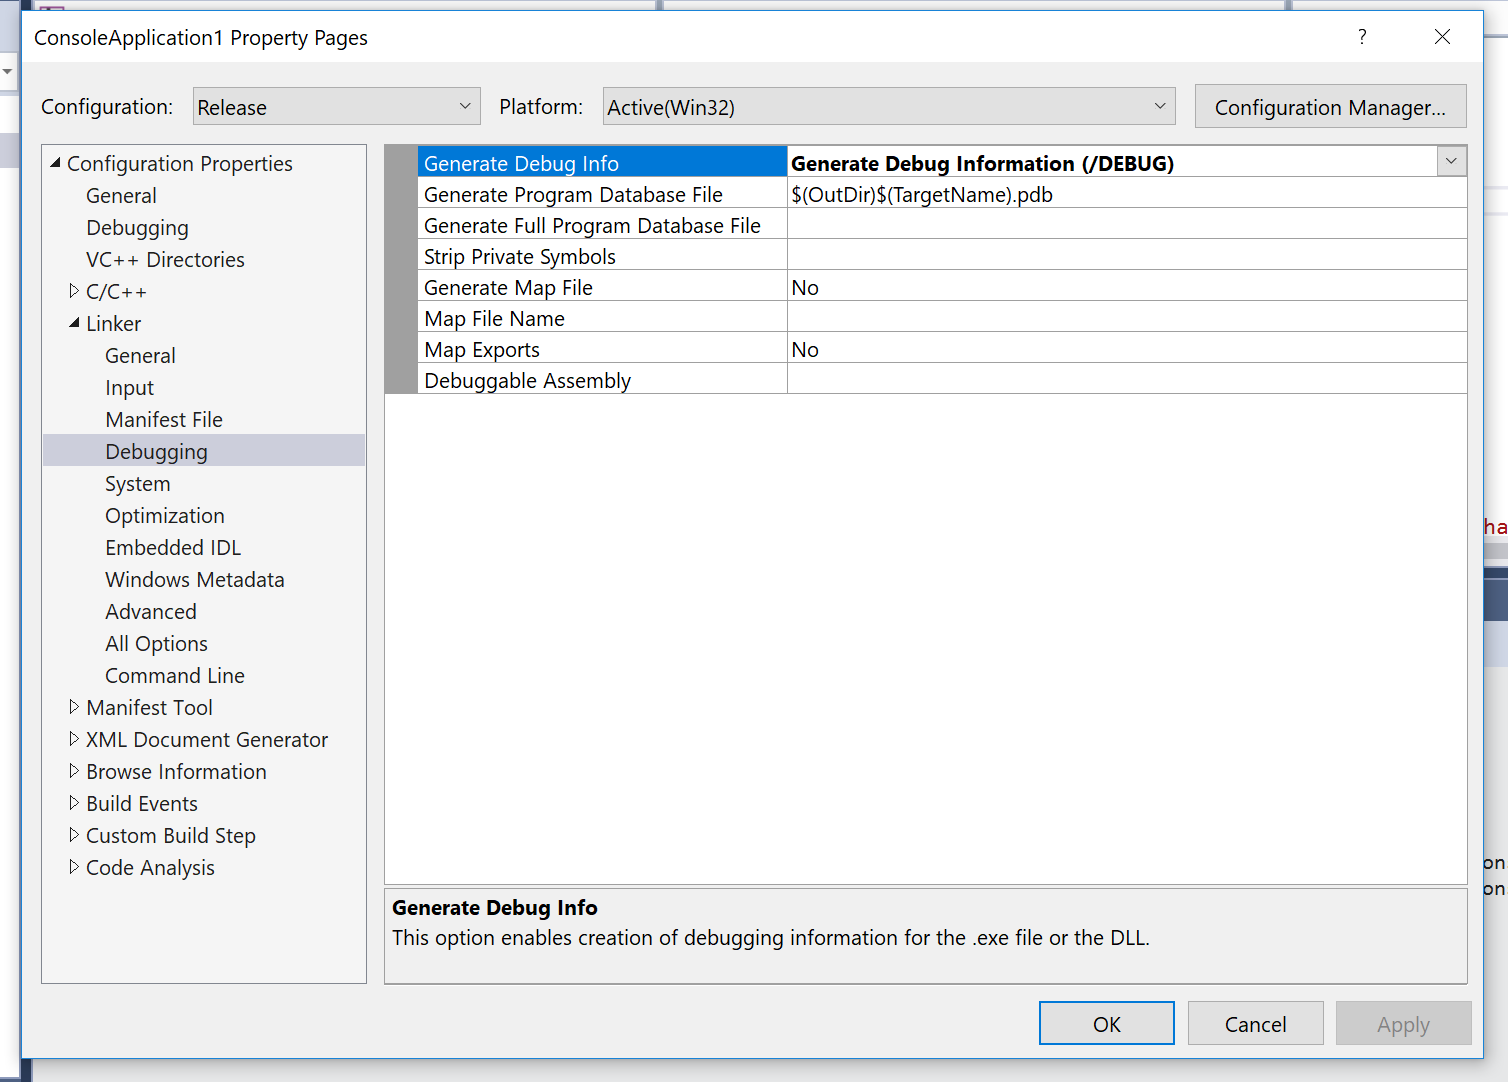 ConsoleApplication1 Property Pages
?
Configuration: Release Platform: Active(Win32) Configuration Manager...
Configuration Properties
General
Debugging
VC++ Directories
C/C++
Linker
General
Input
Manifest File
Debugging
System
Optimization
Embedded IDL
Windows Metadata
Advanced
All Options
Command Line
Manifest Tool
XML Document Generator
Browse Information
Build Events
Custom Build Step
Code Analysis
Generate Debug Info Generate Debug Information (/DEBUG)
Generate Program Database File $(OutDir)$(TargetName).pdb
Generate Full Program Database File
Strip Private Symbols
Generate Map File No
Map File Name
Map Exports No
Debuggable Assembly
Generate Debug Info
This option enables creation of debugging information for the .exe file or the DLL.
OK Cancel Apply
ha
on
on